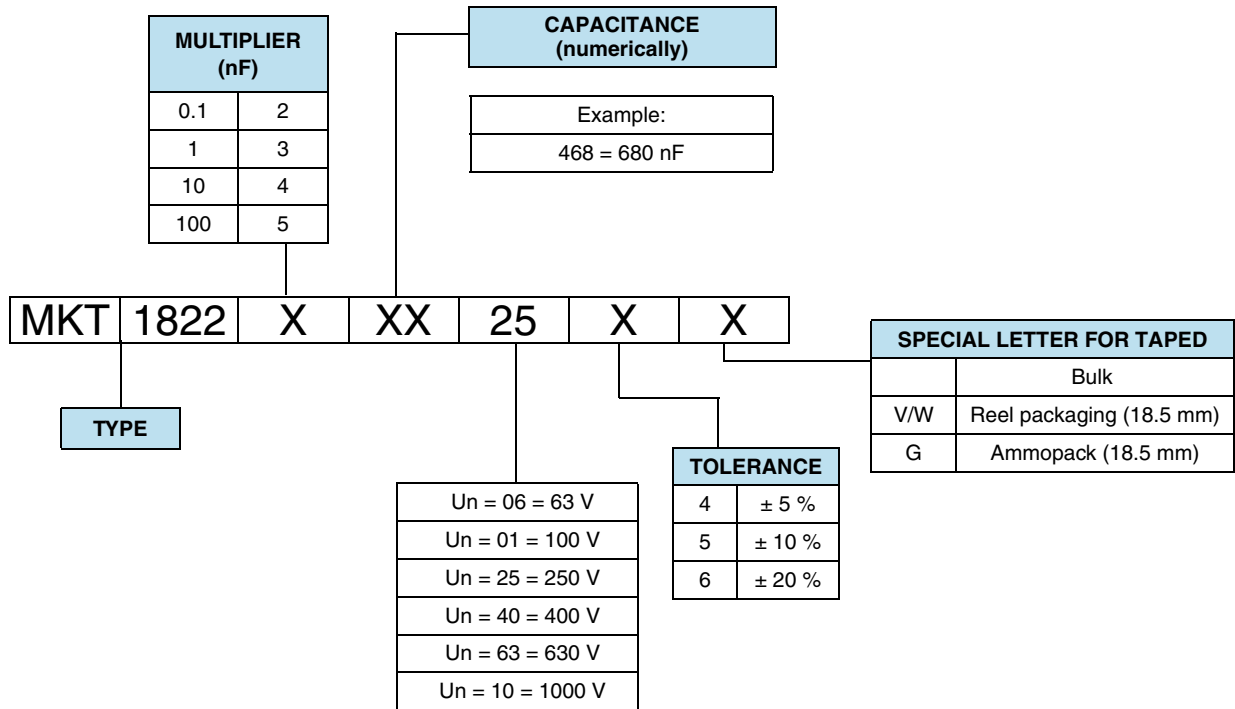 MULTIPLIER
(nF)
0.1 2
1 3
10 4
100 5
CAPACITANCE
(numerically)
Example:
468 = 680 nF
MKT 1822 X XX 25 X X
TYPE
Un = 06 = 63 V
Un = 01 = 100 V
Un = 25 = 250 V
Un = 40 = 400 V
Un = 63 = 630 V
Un = 10 = 1000 V
TOLERANCE
4 ± 5 %
5 ± 10 %
6 ± 20 %
SPECIAL LETTER FOR TAPED
Bulk
V/W Reel packaging (18.5 mm)
G Ammopack (18.5 mm)